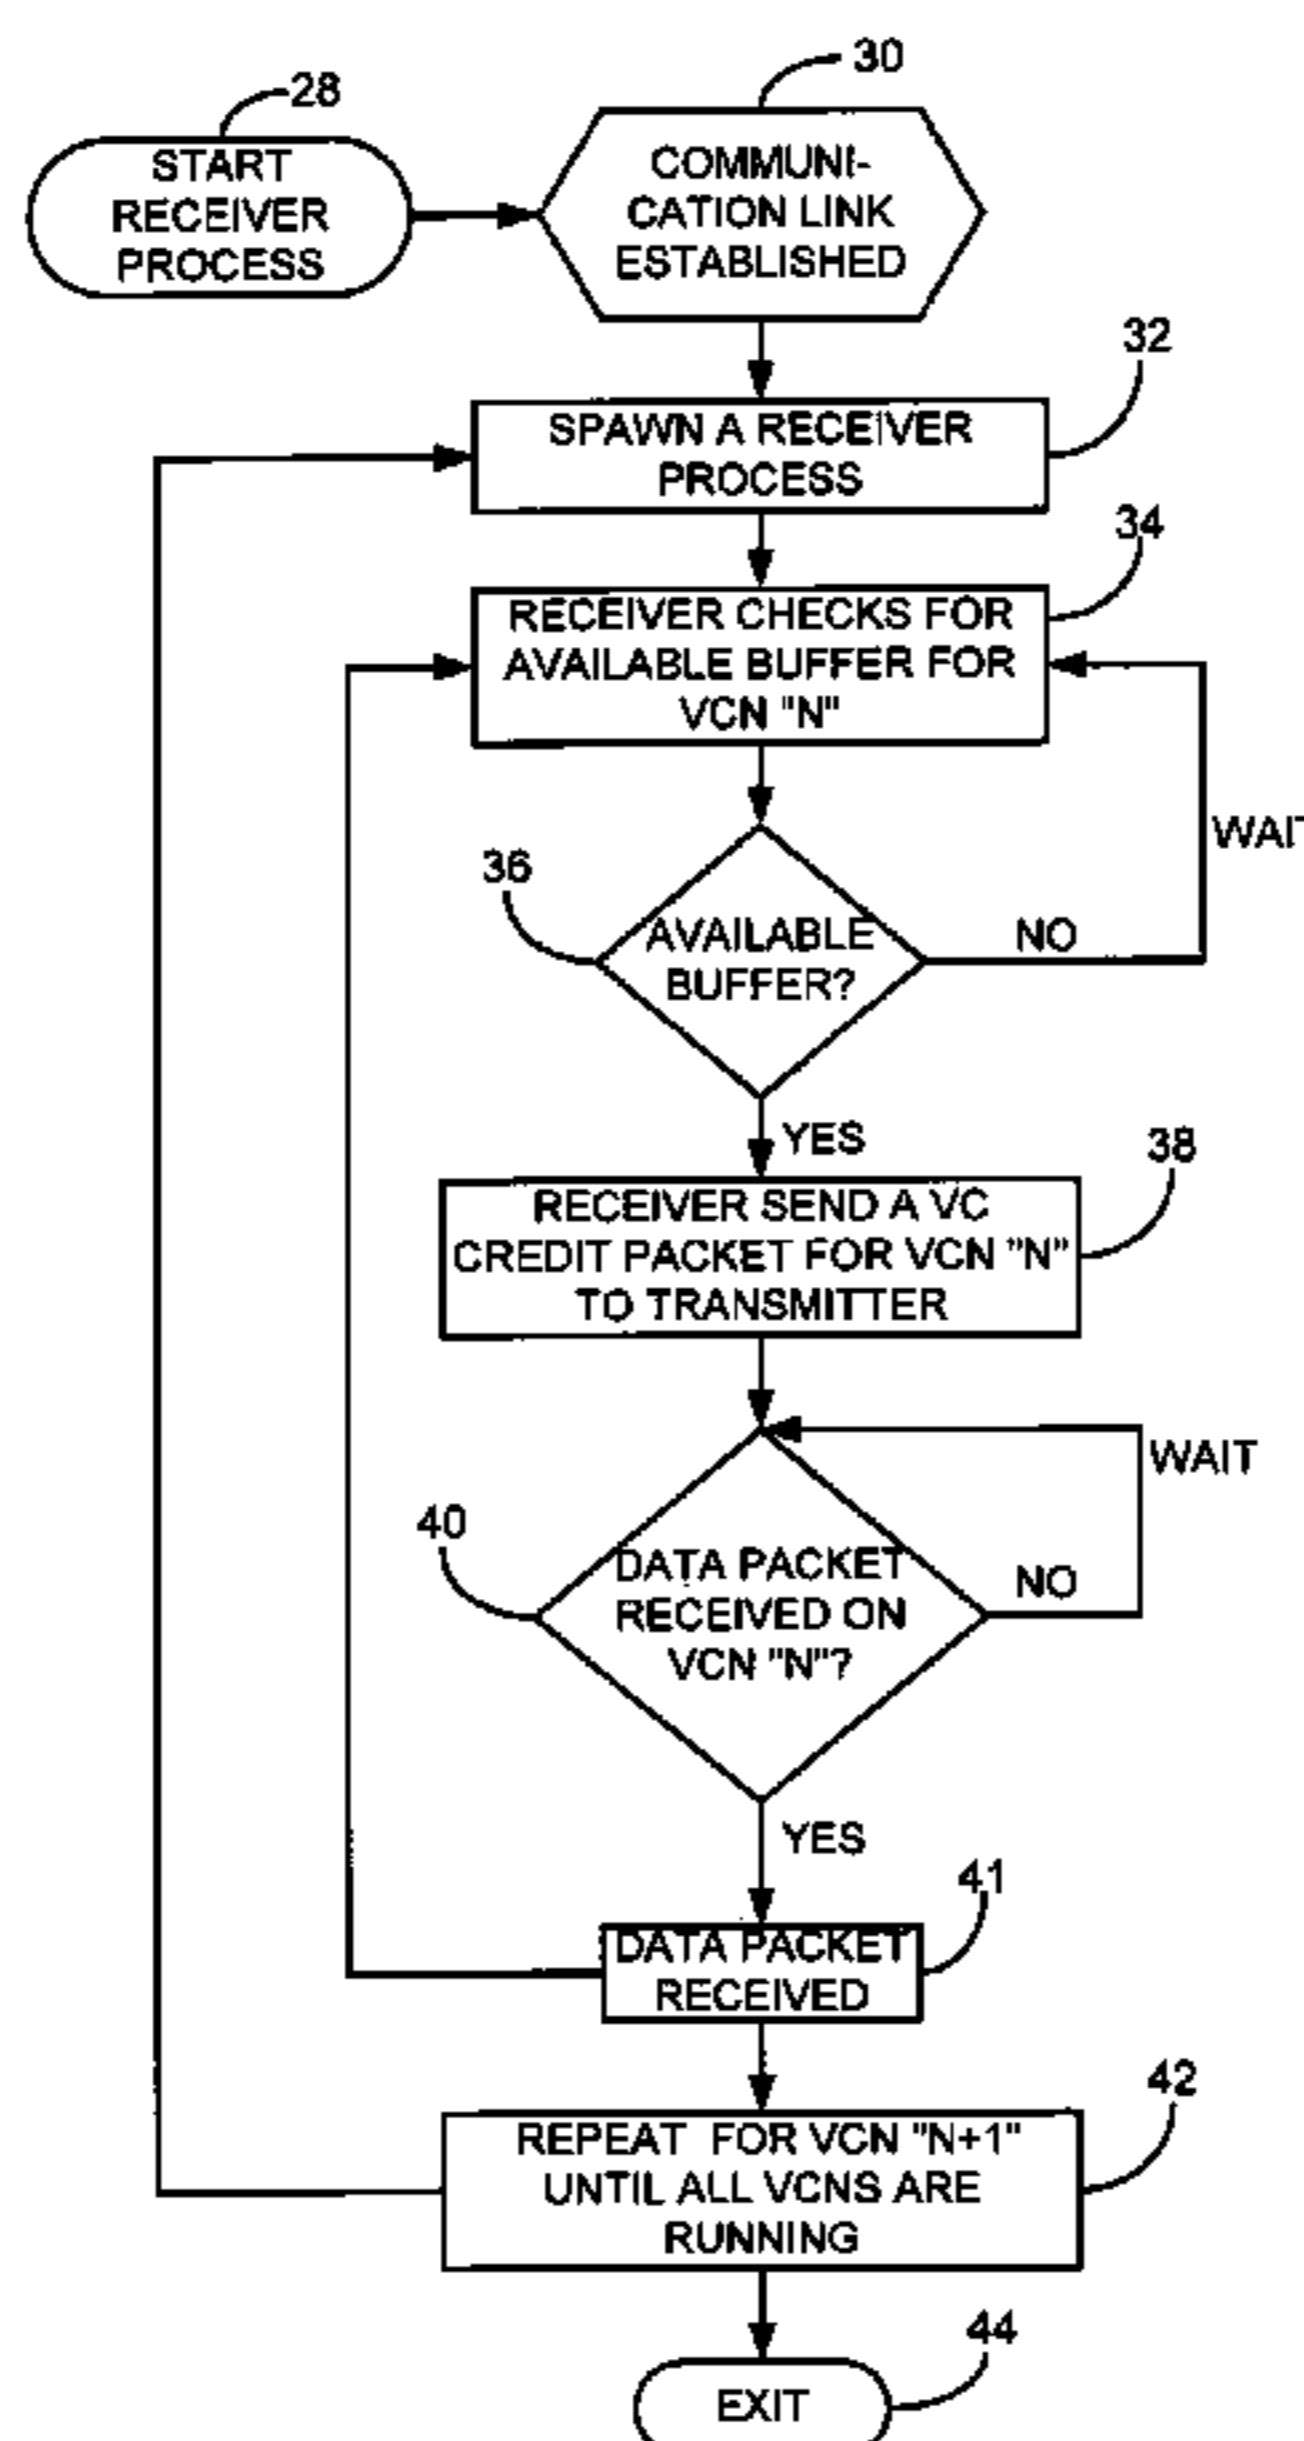 30
28
START
RECEIVER
PROCESS
COMMUNI-
CATION LINK
ESTABLISHED
32
SPAWN A RECEIVER
PROCESS
34
RECEIVER CHECKS FOR
AVAILABLE BUFFER FOR
VCN "N"
WAIT
36
AVAILABLE
BUFFER?
NO
YES
38
RECEIVER SEND A VC
CREDIT PACKET FOR VCN "N"
TO TRANSMITTER
WAIT
40
DATA PACKET
RECEIVED ON
VCN "N"?
NO
YES
41
DATA PACKET
RECEIVED
42
REPEAT FOR VCN "N+1"
UNTIL ALL VCNS ARE
RUNNING
44
EXIT